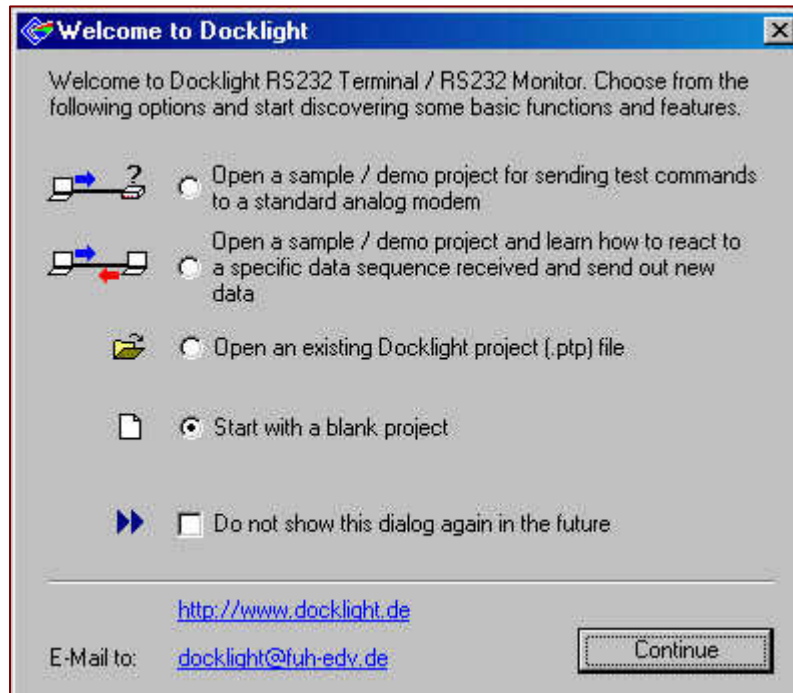 Welcome to Docklight
Welcome to Docklight RS232 Terminal / RS232 Monitor. Choose from the
following options and start discovering some basic functions and features.
?
Open a sample / demo project for sending test commands
to a standard analog modem
Open a sample / demo project and learn how to react to
a specific data sequence received and send out new
data
Open an existing Docklight project (.ptp) file
Start with a blank project
Do not show this dialog again in the future
http://www.docklight.de
E-Mail to: docklight@fuh-edv.de
Continue